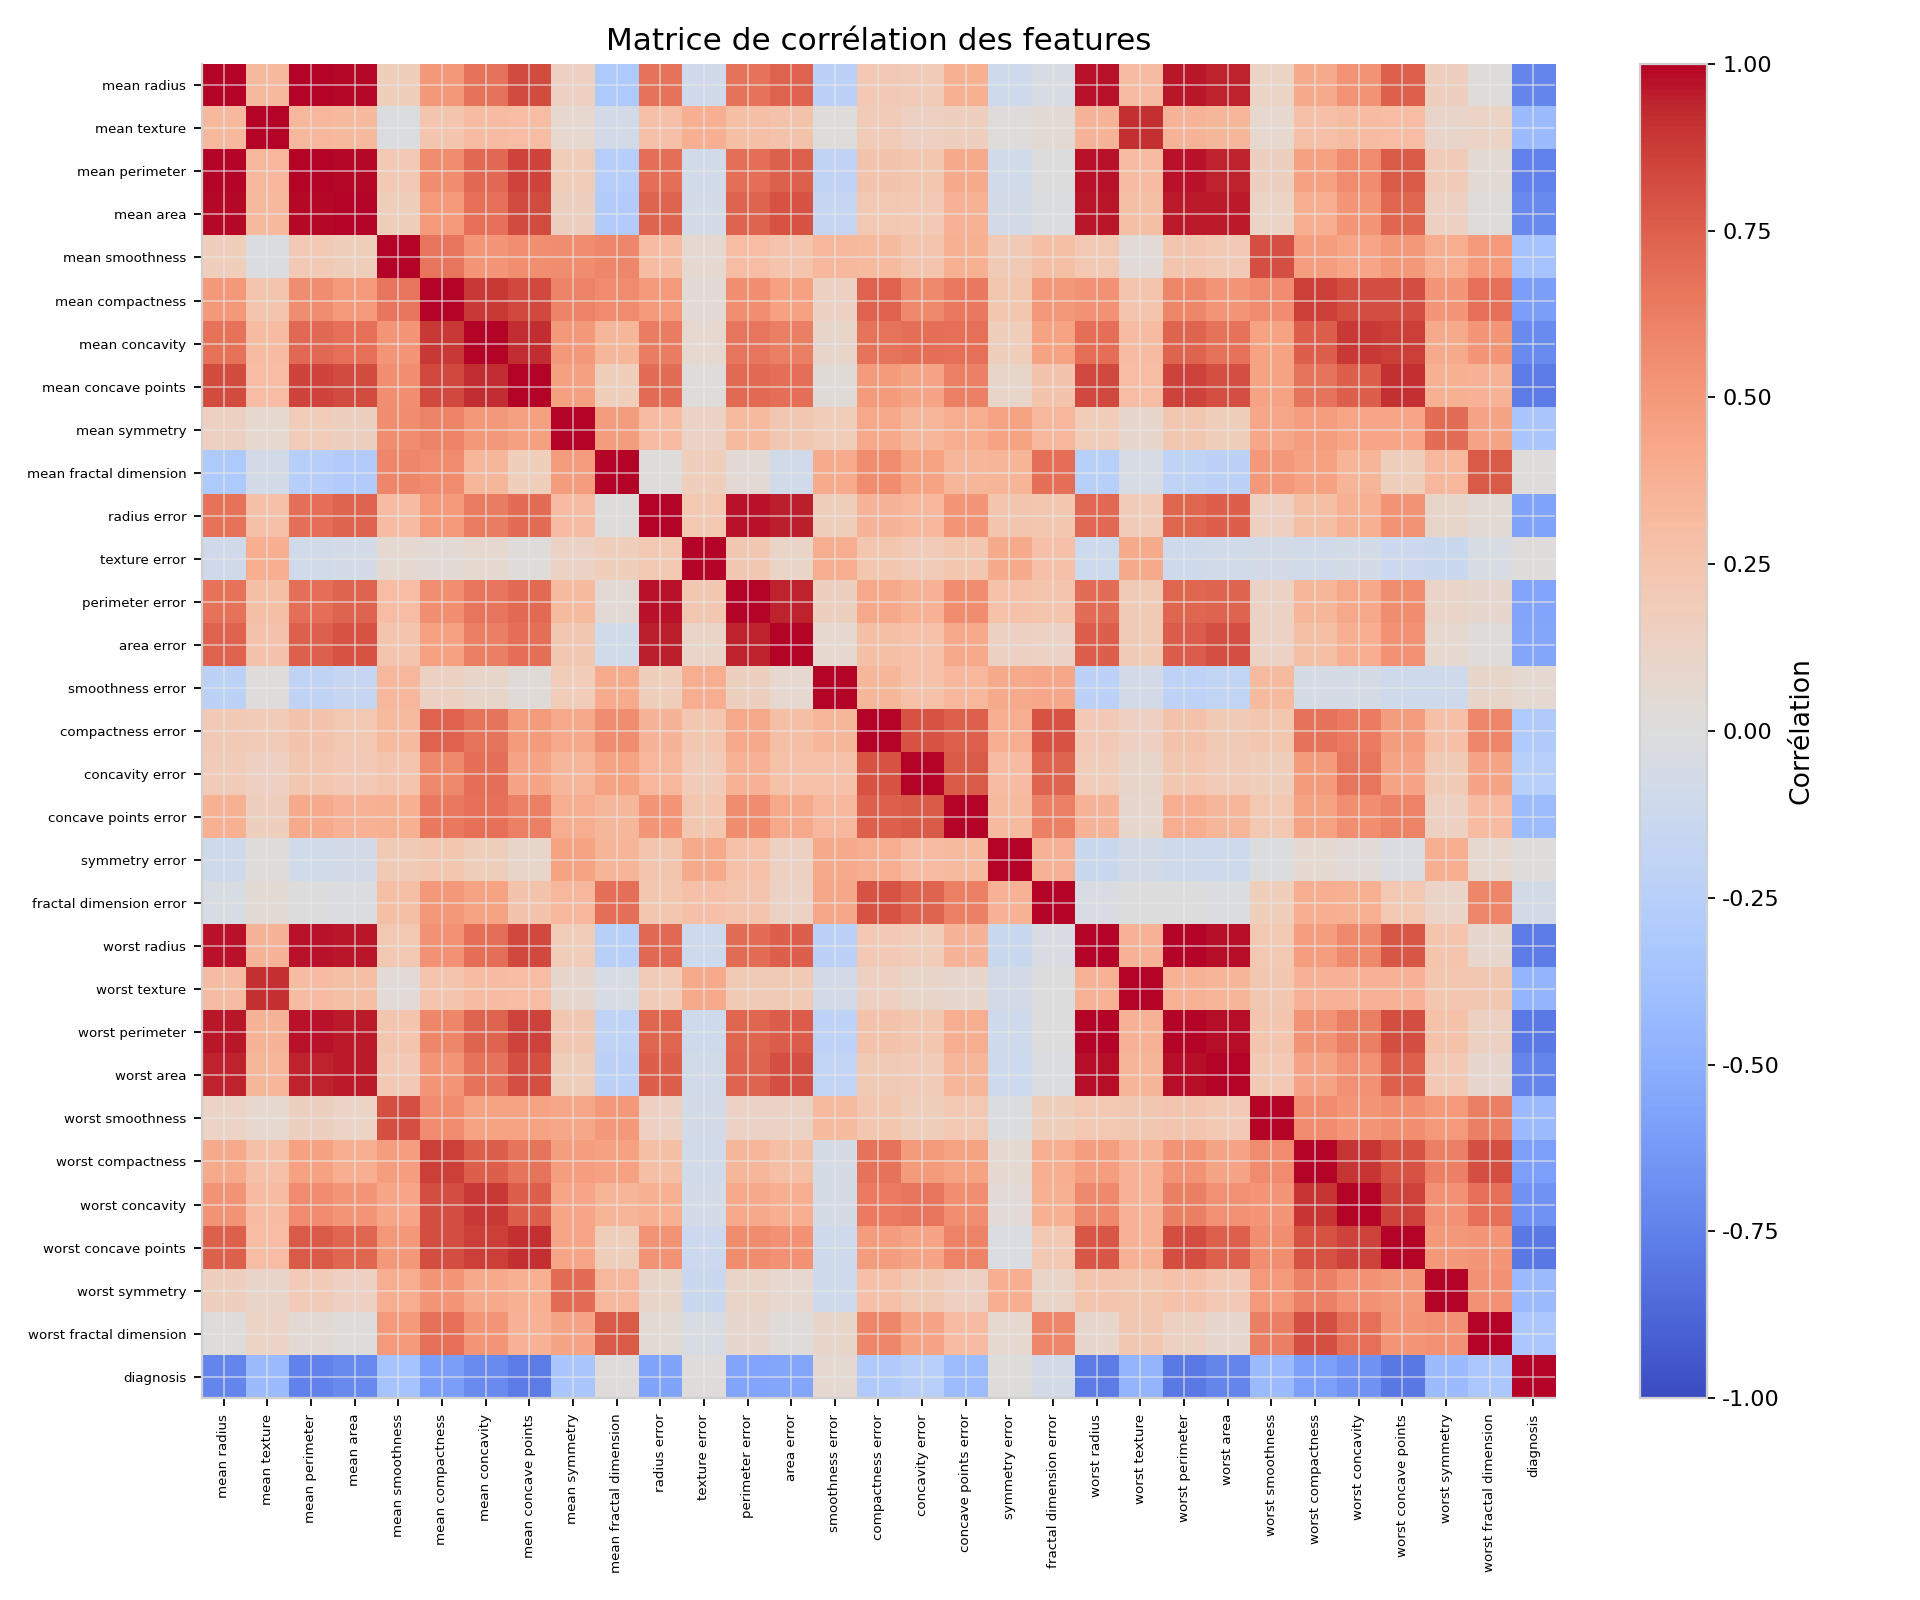 Matrice de corrélation des features
mean radius
mean texture
mean perimeter
mean area
mean smoothness
mean compactness
mean concavity
mean concave points
mean symmetry
mean fractal dimension
radius error
texture error
perimeter error
area error
smoothness error
compactness error
concavity error
concave points error
symmetry error
fractal dimension error
worst radius
worst texture
worst perimeter
worst area
worst smoothness
worst compactness
worst concavity
worst concave points
worst symmetry
worst fractal dimension
diagnosis
mean radius
mean texture
mean perimeter
mean area
mean smoothness
mean compactness
mean concavity
mean concave points
mean symmetry
mean fractal dimension
radius error
texture error
perimeter error
area error
smoothness error
compactness error
concavity error
concave points error
symmetry error
fractal dimension error
worst radius
worst texture
worst perimeter
worst area
worst smoothness
worst compactness
worst concavity
worst concave points
worst symmetry
worst fractal dimension
diagnosis
1.00
0.75
0.50
0.25
0.00
-0.25
-0.50
-0.75
-1.00
Corrélation